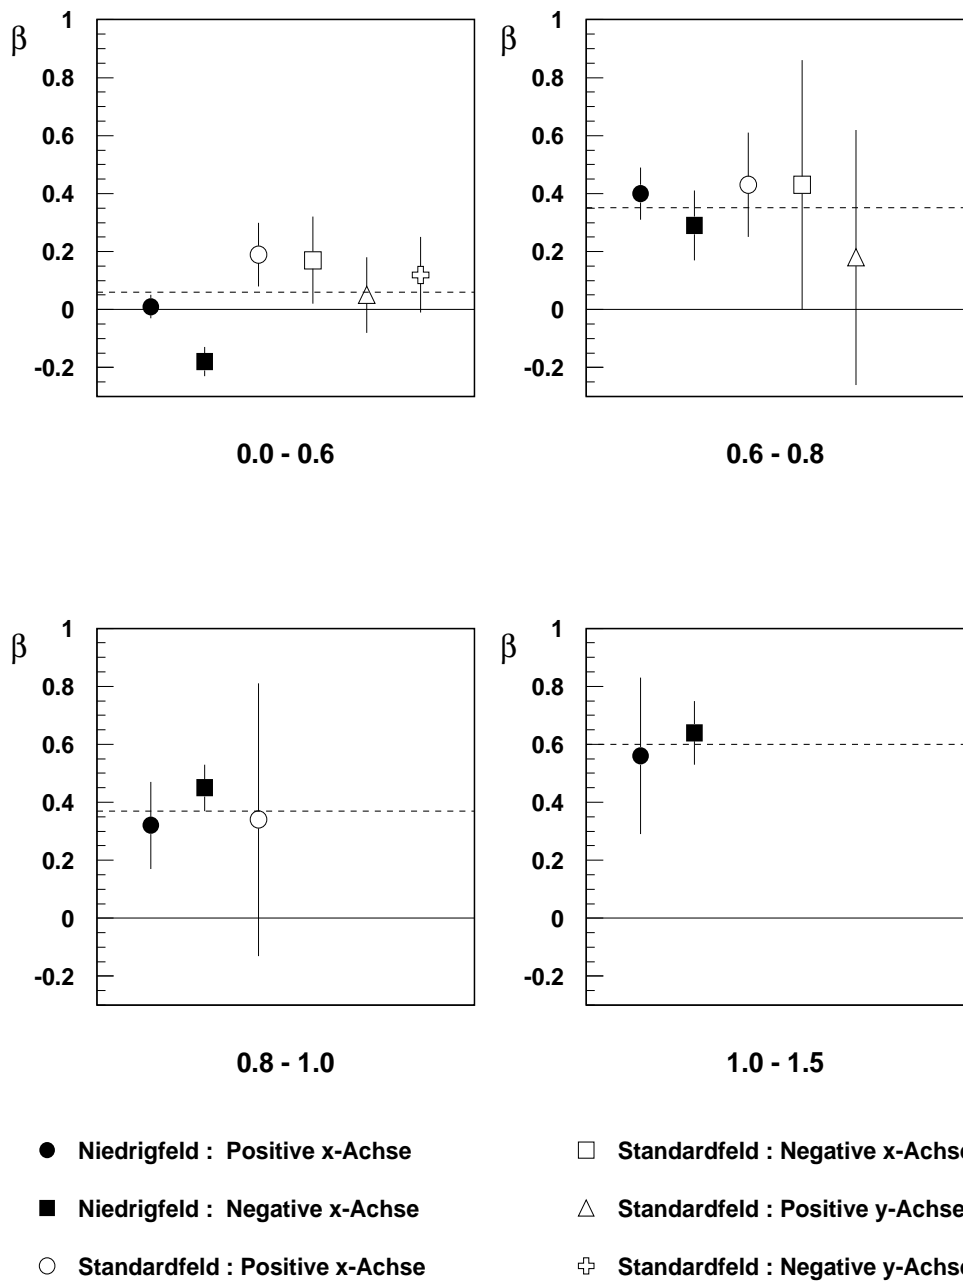 β
1
0.8
0.6
0.4
0.2
0
-0.2
0.0 - 0.6
β
1
0.8
0.6
0.4
0.2
0
-0.2
0.6 - 0.8
β
1
0.8
0.6
0.4
0.2
0
-0.2
0.8 - 1.0
β
1
0.8
0.6
0.4
0.2
0
-0.2
1.0 - 1.5
Niedrigfeld : Positive x-Achse
Niedrigfeld : Negative x-Achse
Standardfeld : Positive x-Achse
Standardfeld : Negative x-Achse
Standardfeld : Positive y-Achse
Standardfeld : Negative y-Achse